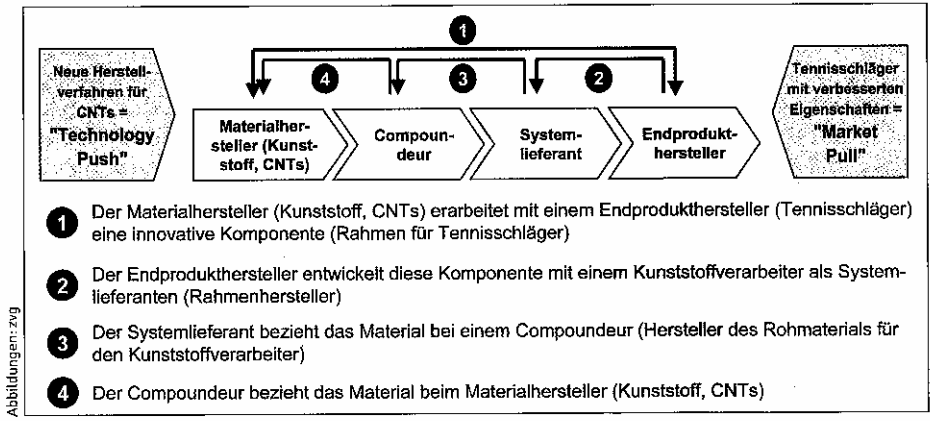 1
4
3
2
Neue Herstell-
verfahren für
CNTs =
"Technology
Push"
Materialher-
steller (Kunst-
stoff, CNTs)
Compoun-
deur
System-
lieferant
Endprodukt-
hersteller
Tennisschläger
mit verbesserten
Eigenschaften =
"Market
Pull"
1 Der Materialhersteller (Kunststoff, CNTs) erarbeitet mit einem Endprodukthersteller (Tennisschläger)
eine innovative Komponente (Rahmen für Tennisschläger)
2 Der Endprodukthersteller entwickelt diese Komponente mit einem Kunststoffverarbeiter als System-
lieferanten (Rahmenhersteller)
3 Der Systemlieferant bezieht das Material bei einem Compoundeur (Hersteller des Rohmaterials für
den Kunststoffverarbeiter)
4 Der Compoundeur bezieht das Material beim Materialhersteller (Kunststoff, CNTs)
Abbildungen: zvg